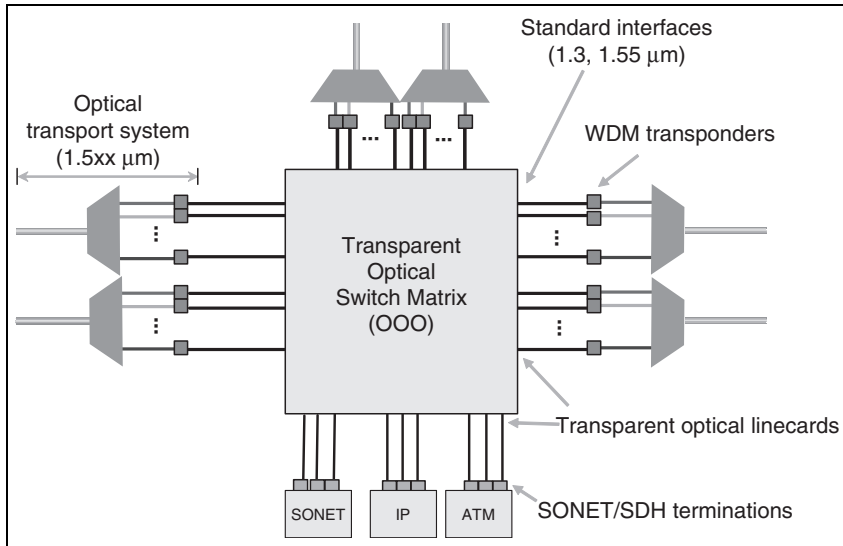 Standard interfaces
(1.3, 1.55 μm)
Optical
transport system
(1.5xx μm)
WDM transponders
Transparent
Optical
Switch Matrix
(OOO)
Transparent optical linecards
SONET
IP
ATM
SONET/SDH terminations